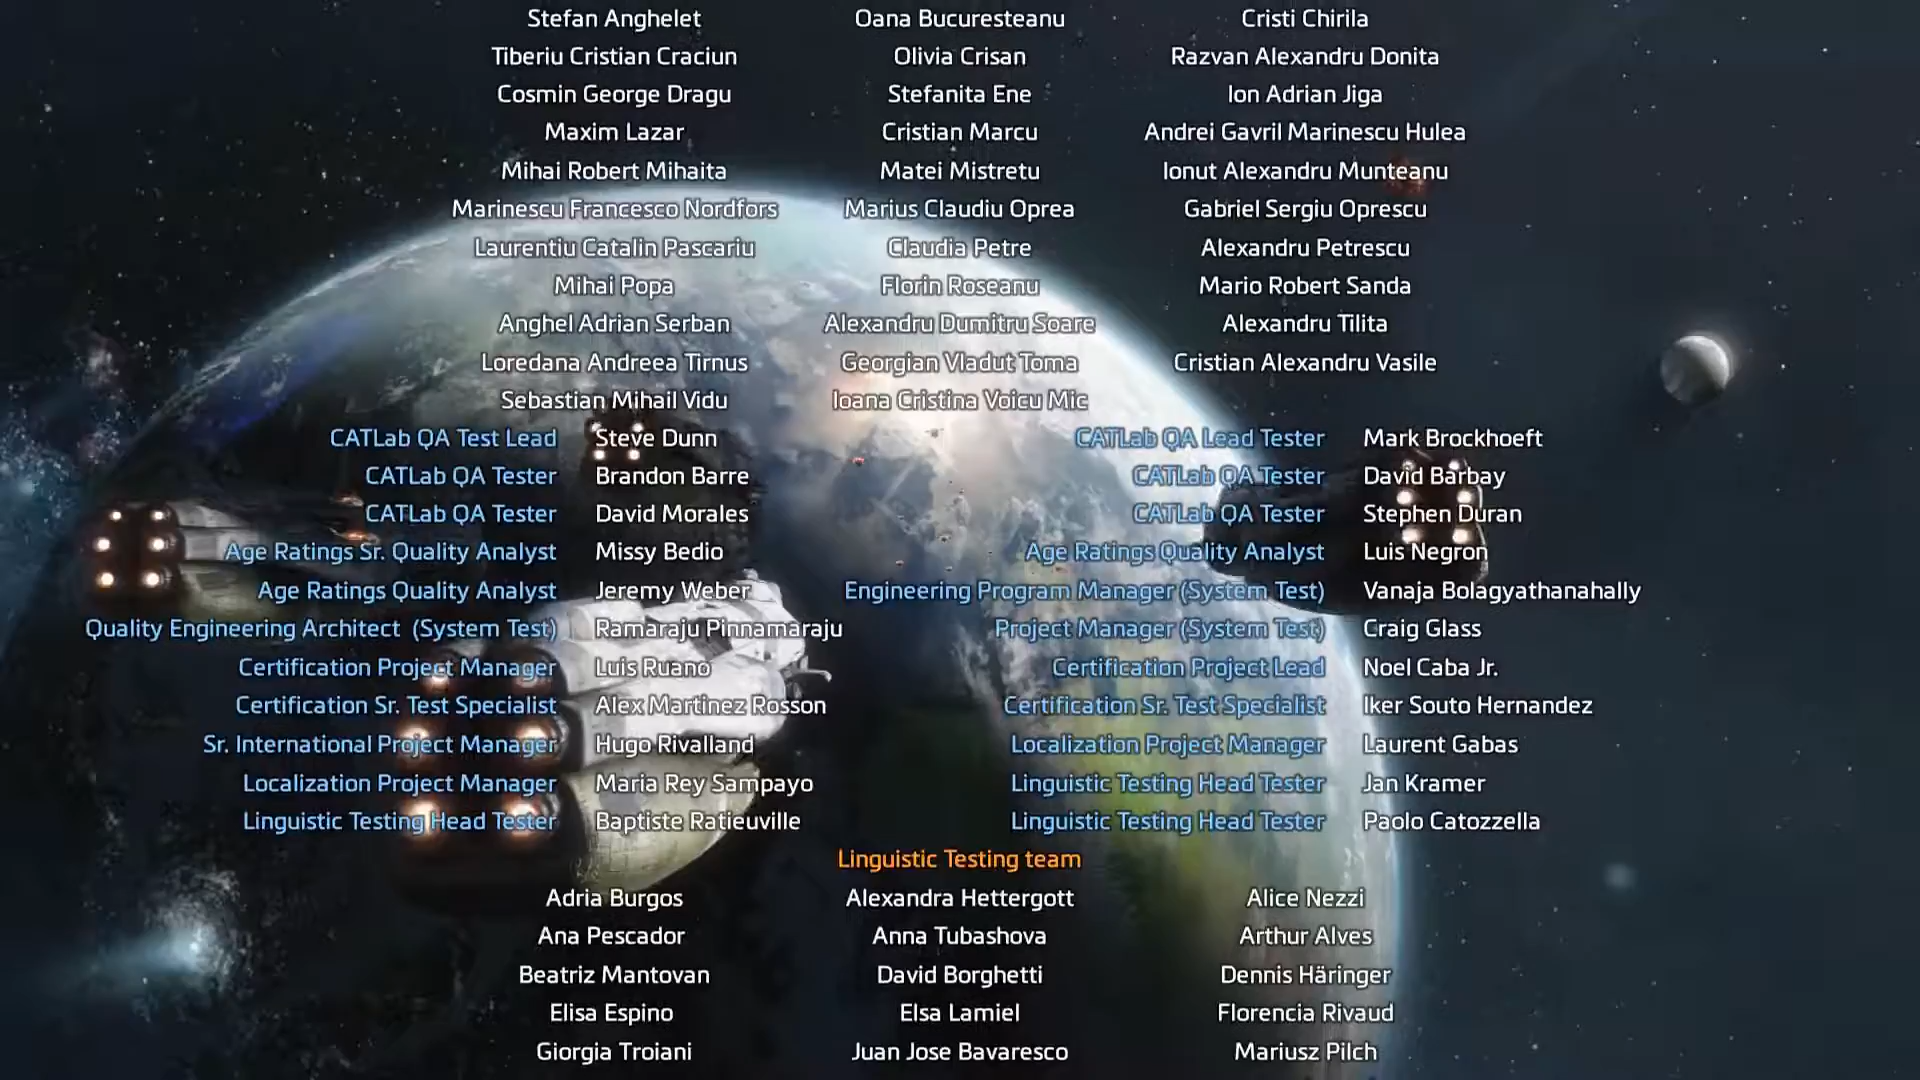 Stefan Anghelet Oana Bucuresteanu Cristi Chirila
Tiberiu Cristian Craciun Olivia Crisan Razvan Alexandru Donita
Cosmin George Dragu Stefanita Ene Ion Adrian Jiga
Maxim Lazar Cristian Marcu Andrei Gavril Marinescu Hulea
Mihai Robert Mihaita Matei Mistretu Ionut Alexandru Munteanu
Marinescu Francesco Nordfors Marius Claudiu Oprea Gabriel Sergiu Oprescu
Laurentiu Catalin Pascariu Claudia Petre Alexandru Petrescu
Mihai Popa Florin Roseanu Mario Robert Sanda
Anghel Adrian Serban Alexandru Dumitru Soare Alexandru Tilita
Loredana Andreea Tirnus Georgian Vladut Toma Cristian Alexandru Vasile
Sebastian Mihail Vidu Ioana Cristina Voicu Mic
CATLab QA Test Lead Steve Dunn CATLab QA Lead Tester Mark Brockhoeft
CATLab QA Tester Brandon Barre CATLab QA Tester David Barbay
CATLab QA Tester David Morales CATLab QA Tester Stephen Duran
Age Ratings Sr. Quality Analyst Missy Bedio Age Ratings Quality Analyst Luis Negron
Age Ratings Quality Analyst Jeremy Weber Engineering Program Manager (System Test) Vanaja Bolagyathanahally
Quality Engineering Architect (System Test) Ramaraju Pinnamaraju Project Manager (System Test) Craig Glass
Certification Project Manager Luis Ruano Certification Project Lead Noel Caba Jr.
Certification Sr. Test Specialist Alex Martinez Rosson Certification Sr. Test Specialist Iker Souto Hernandez
Sr. International Project Manager Hugo Rivalland Localization Project Manager Laurent Gabas
Localization Project Manager Maria Rey Sampayo Linguistic Testing Head Tester Jan Kramer
Linguistic Testing Head Tester Baptiste Ratieuville Linguistic Testing Head Tester Paolo Catozzella
Linguistic Testing team
Adria Burgos Alexandra Hettergott Alice Nezzi
Ana Pescador Anna Tubashova Arthur Alves
Beatriz Mantovan David Borghetti Dennis Häringer
Elisa Espino Elsa Lamiel Florencia Rivaud
Giorgia Troiani Juan Jose Bavaresco Mariusz Pilch